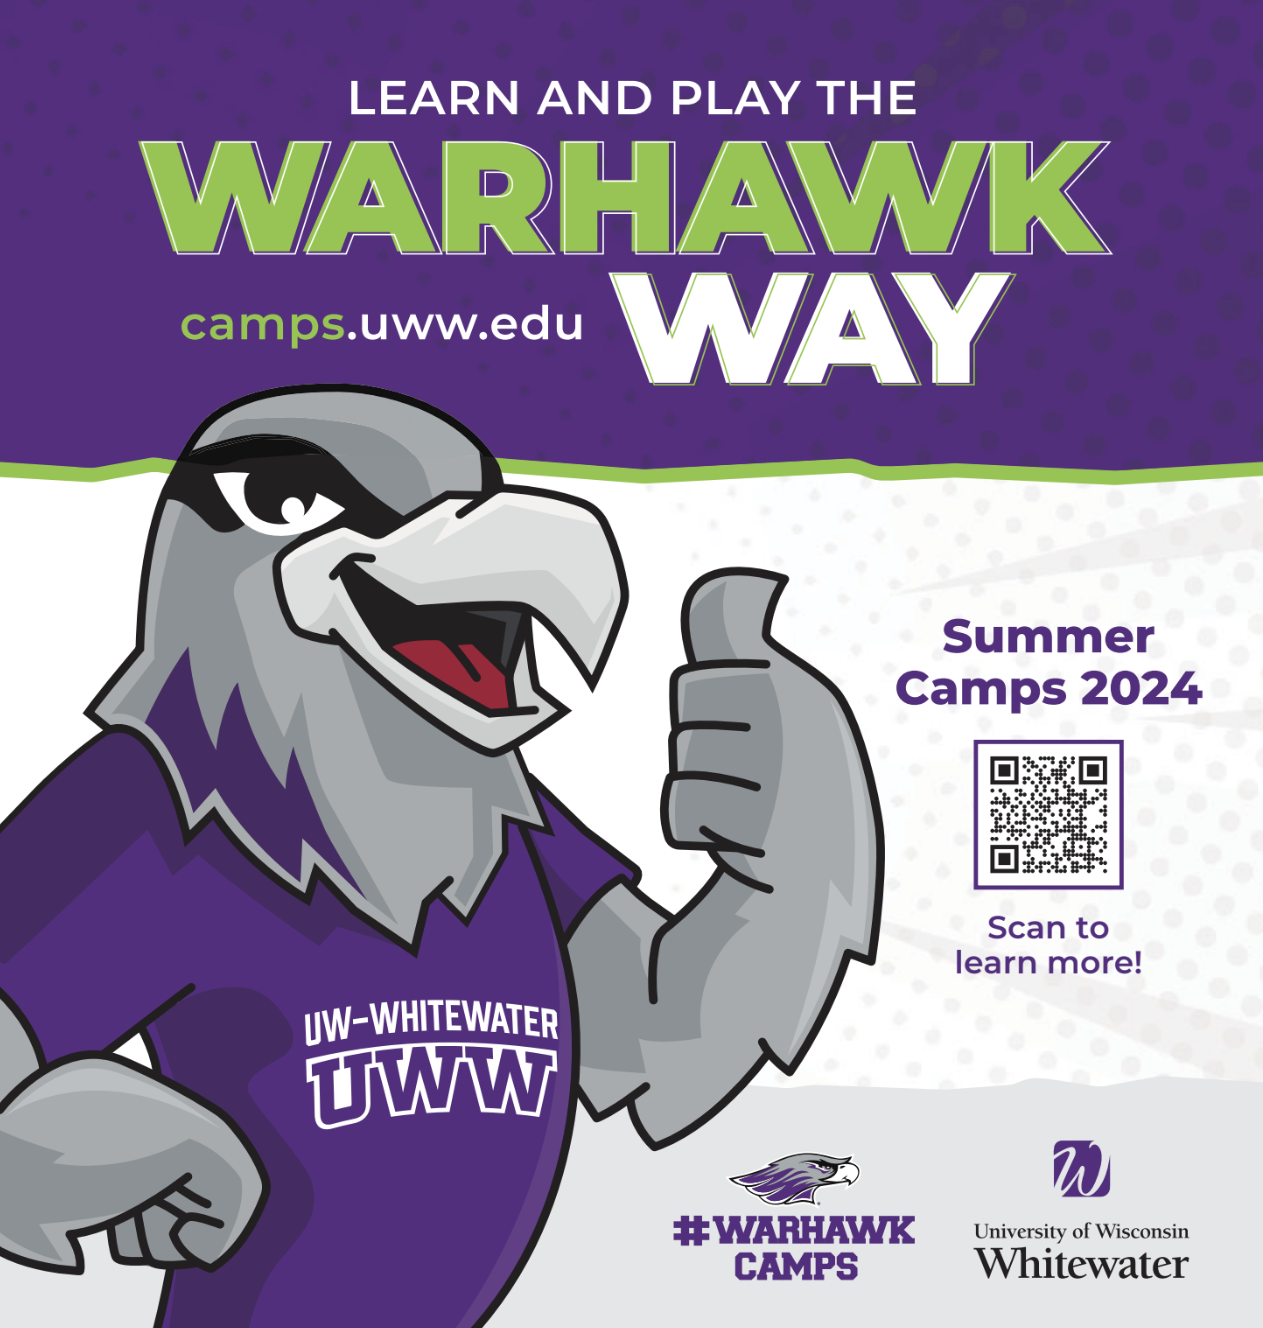 LEARN AND PLAY THE
WARHAWK
WAY
camps.uww.edu
Summer
Camps 2024
Scan to
learn more!
UW-WHITEWATER
UWW
#WARHAWK
CAMPS
W
University of Wisconsin
Whitewater